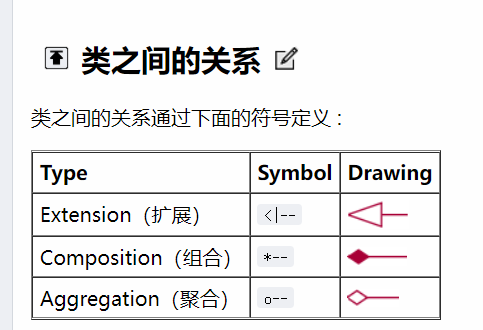 类之间的关系
类之间的关系通过下面的符号定义：
Type Symbol Drawing
Extension（扩展） <|--
Composition（组合） *--
Aggregation（聚合） o--